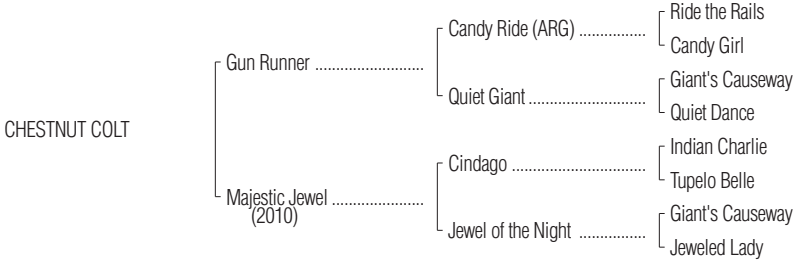 Ride the Rails
Candy Ride (ARG) ................
Candy Girl
Gun Runner ..........................
Giant's Causeway
Quiet Giant ............................
Quiet Dance
CHESTNUT COLT
Indian Charlie
Cindago ................................
Tupelo Belle
Majestic Jewel ......................
(2010)
Giant's Causeway
Jewel of the Night ................
Jeweled Lady